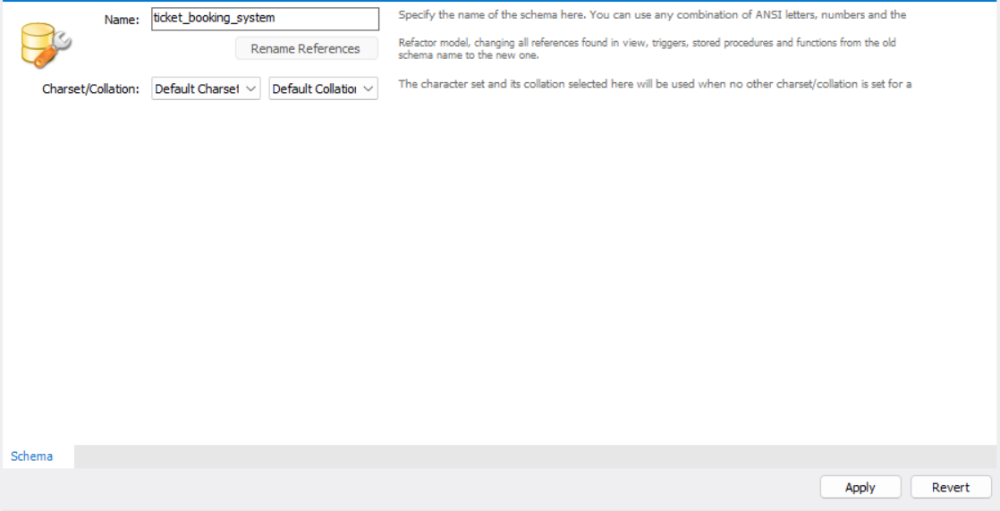 Name:
ticket_booking_system
Specify the name of the schema here. You can use any combination of ANSI letters, numbers and the
Rename References
Refactor model, changing all references found in view, triggers, stored procedures and functions from the old
schema name to the new one.
Charset/Collation:
Default Charset
Default Collation
The character set and its collation selected here will be used when no other charset/collation is set for a
Schema
Apply
Revert